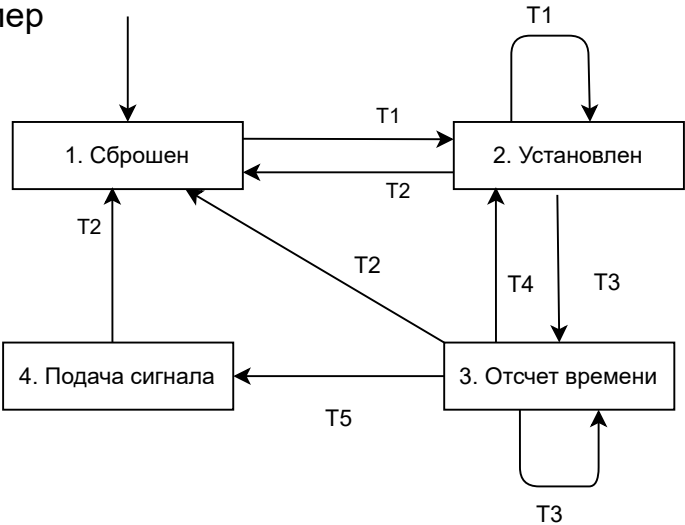 мер
T1
1. Сброшен
T1
2. Установлен
T2
T2
T2
T4
T3
4. Подача сигнала
3. Отсчет времени
T5
T3